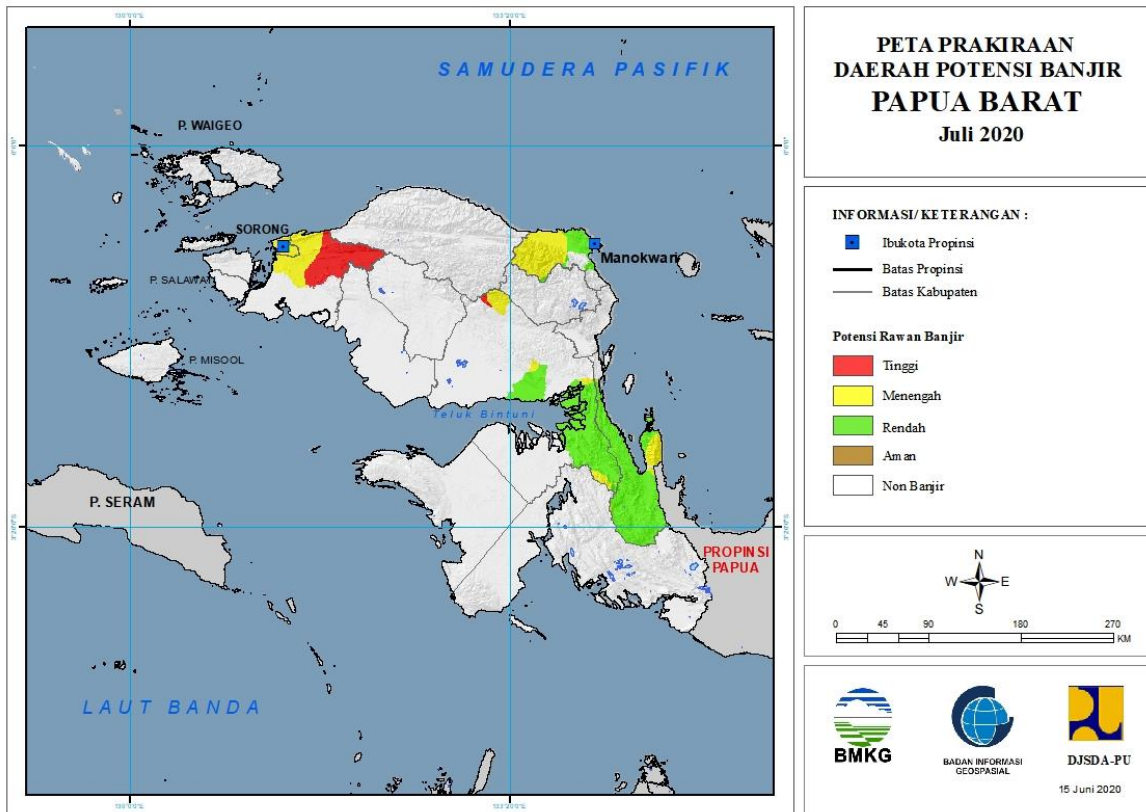 PETA PRAKIRAAN
DAERAH POTENSI BANJIR
PAPUA BARAT
Juli 2020
INFORMASI/ KETERANGAN :
Ibukota Propinsi
Batas Propinsi
Batas Kabupaten
Potensi Rawan Banjir
Tinggi
Menengah
Rendah
Aman
Non Banjir
N
W E
S
0 45 90 180 270
KM
BMKG
BADAN INFORMASI
GEOSPASIAL
DJSDA-PU
15 Juni 2020
SAMUDERA PASIFIK
P. WAIGEO
SORONG
Manokwari
P. SALAWATI
P. MISOOL
Teluk Bintuni
P. SERAM
PROPINSI
PAPUA
LAUT BANDA